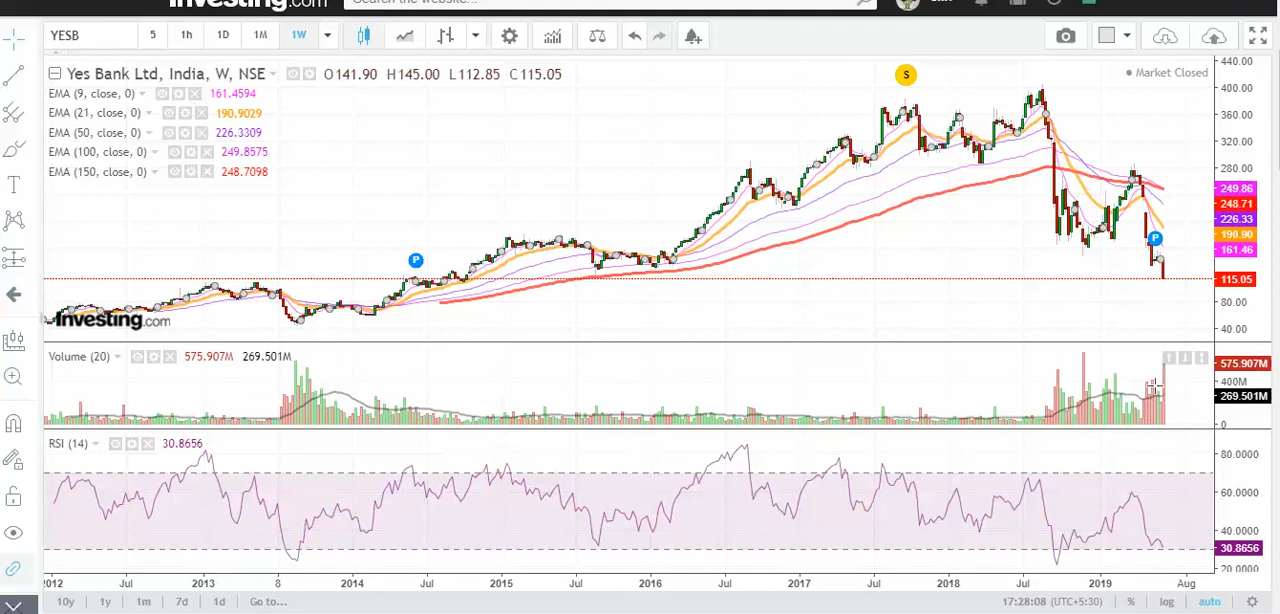 Investing.com
Search the website...
YESB 5 1h 1D 1M 1W
Yes Bank Ltd, India, W, NSE O141.90 H145.00 L112.85 C115.05
Market Closed
EMA (9, close, 0) 161.4594
EMA (21, close, 0) 190.9029
EMA (50, close, 0) 226.3309
EMA (100, close, 0) 249.8575
EMA (150, close, 0) 248.7098
S
P
P
440.00
400.00
360.00
320.00
280.00
249.86
248.71
226.33
190.90
161.46
115.05
80.00
40.00
Investing.com
Volume (20) 575.907M 269.501M
575.907M
400M
269.501M
0
RSI (14) 30.8656
80.0000
60.0000
40.0000
30.8656
20.0000
2012 Jul 2013 8 2014 Jul 2015 Jul 2016 Jul 2017 Jul 2018 Jul 2019 Aug
10y 1y 1m 7d 1d Go to... 17:28:08 (UTC+5:30) % log auto